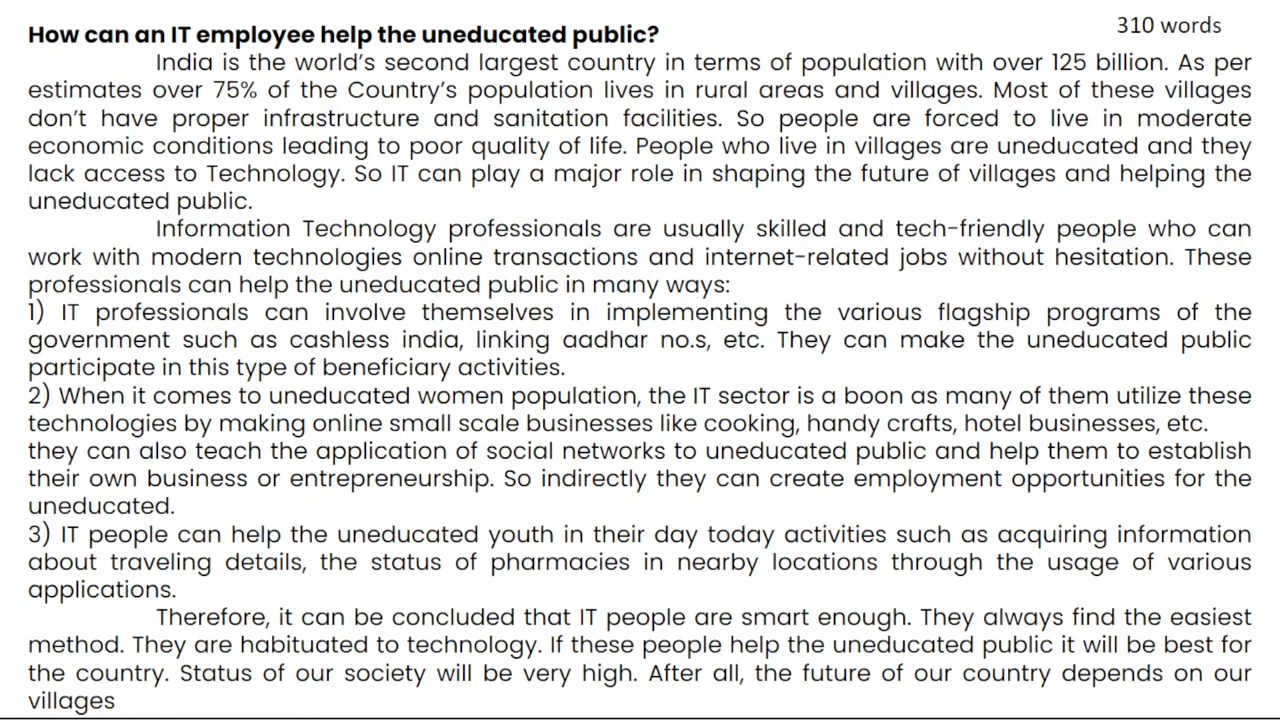 310 words
How can an IT employee help the uneducated public?
India is the world's second largest country in terms of population with over 125 billion. As per
estimates over 75% of the Country's population lives in rural areas and villages. Most of these villages
don't have proper infrastructure and sanitation facilities. So people are forced to live in moderate
economic conditions leading to poor quality of life. People who live in villages are uneducated and they
lack access to Technology. So IT can play a major role in shaping the future of villages and helping the
uneducated public.
Information Technology professionals are usually skilled and tech-friendly people who can
work with modern technologies online transactions and internet-related jobs without hesitation. These
professionals can help the uneducated public in many ways:
1) IT professionals can involve themselves in implementing the various flagship programs of the
government such as cashless india, linking aadhar no.s, etc. They can make the uneducated public
participate in this type of beneficiary activities.
2) When it comes to uneducated women population, the IT sector is a boon as many of them utilize these
technologies by making online small scale businesses like cooking, handy crafts, hotel businesses, etc.
they can also teach the application of social networks to uneducated public and help them to establish
their own business or entrepreneurship. So indirectly they can create employment opportunities for the
uneducated.
3) IT people can help the uneducated youth in their day today activities such as acquiring information
about traveling details, the status of pharmacies in nearby locations through the usage of various
applications.
Therefore, it can be concluded that IT people are smart enough. They always find the easiest
method. They are habituated to technology. If these people help the uneducated public it will be best for
the country. Status of our society will be very high. After all, the future of our country depends on our
villages